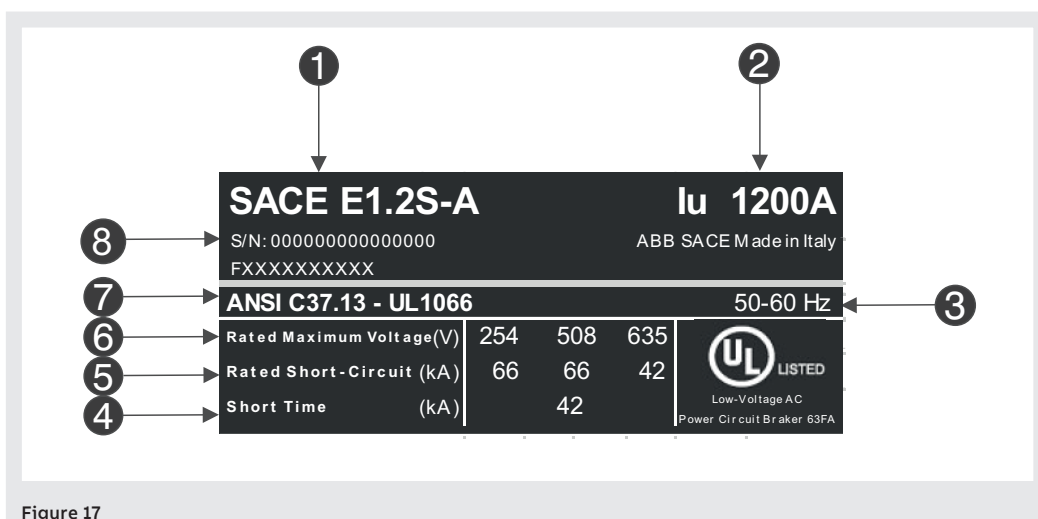 1 2
SACE E1.2S-A Iu 1200A
8 S/N: 000000000000000 ABB SACE Made in Italy
FXXXXXXXXXX
7 ANSI C37.13 - UL1066 50-60 Hz 3
6 Rated Maximum Voltage(V) 254 508 635
5 Rated Short-Circuit (kA) 66 66 42
UL LISTED
4 Short Time (kA) 42
Low-Voltage AC
Power Circuit Braker 63FA
Figure 17